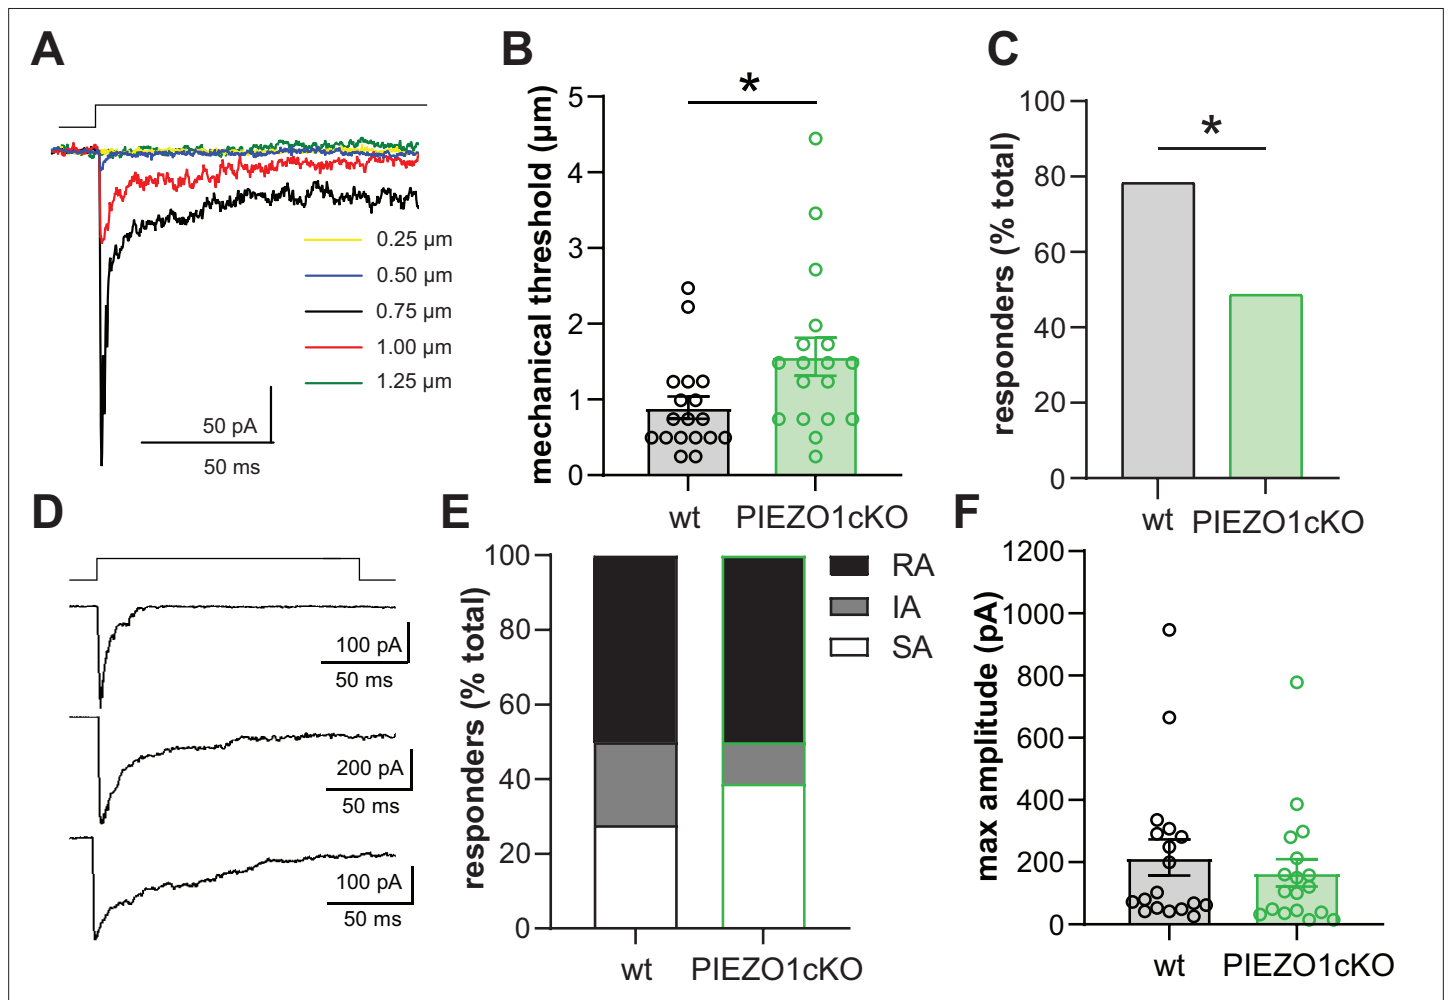 A
0.25 µm
0.50 µm
0.75 µm
1.00 µm
1.25 µm
50 pA
50 ms
B
*
mechanical threshold (µm)
5
4
3
2
1
0
wt PIEZO1cKO
C
*
responders (% total)
100
80
60
40
20
0
wt PIEZO1cKO
D
100 pA
50 ms
200 pA
50 ms
100 pA
50 ms
E
responders (% total)
100
80
60
40
20
0
wt PIEZO1cKO
RA
IA
SA
F
max amplitude (pA)
1200
1000
800
600
400
200
0
wt PIEZO1cKO